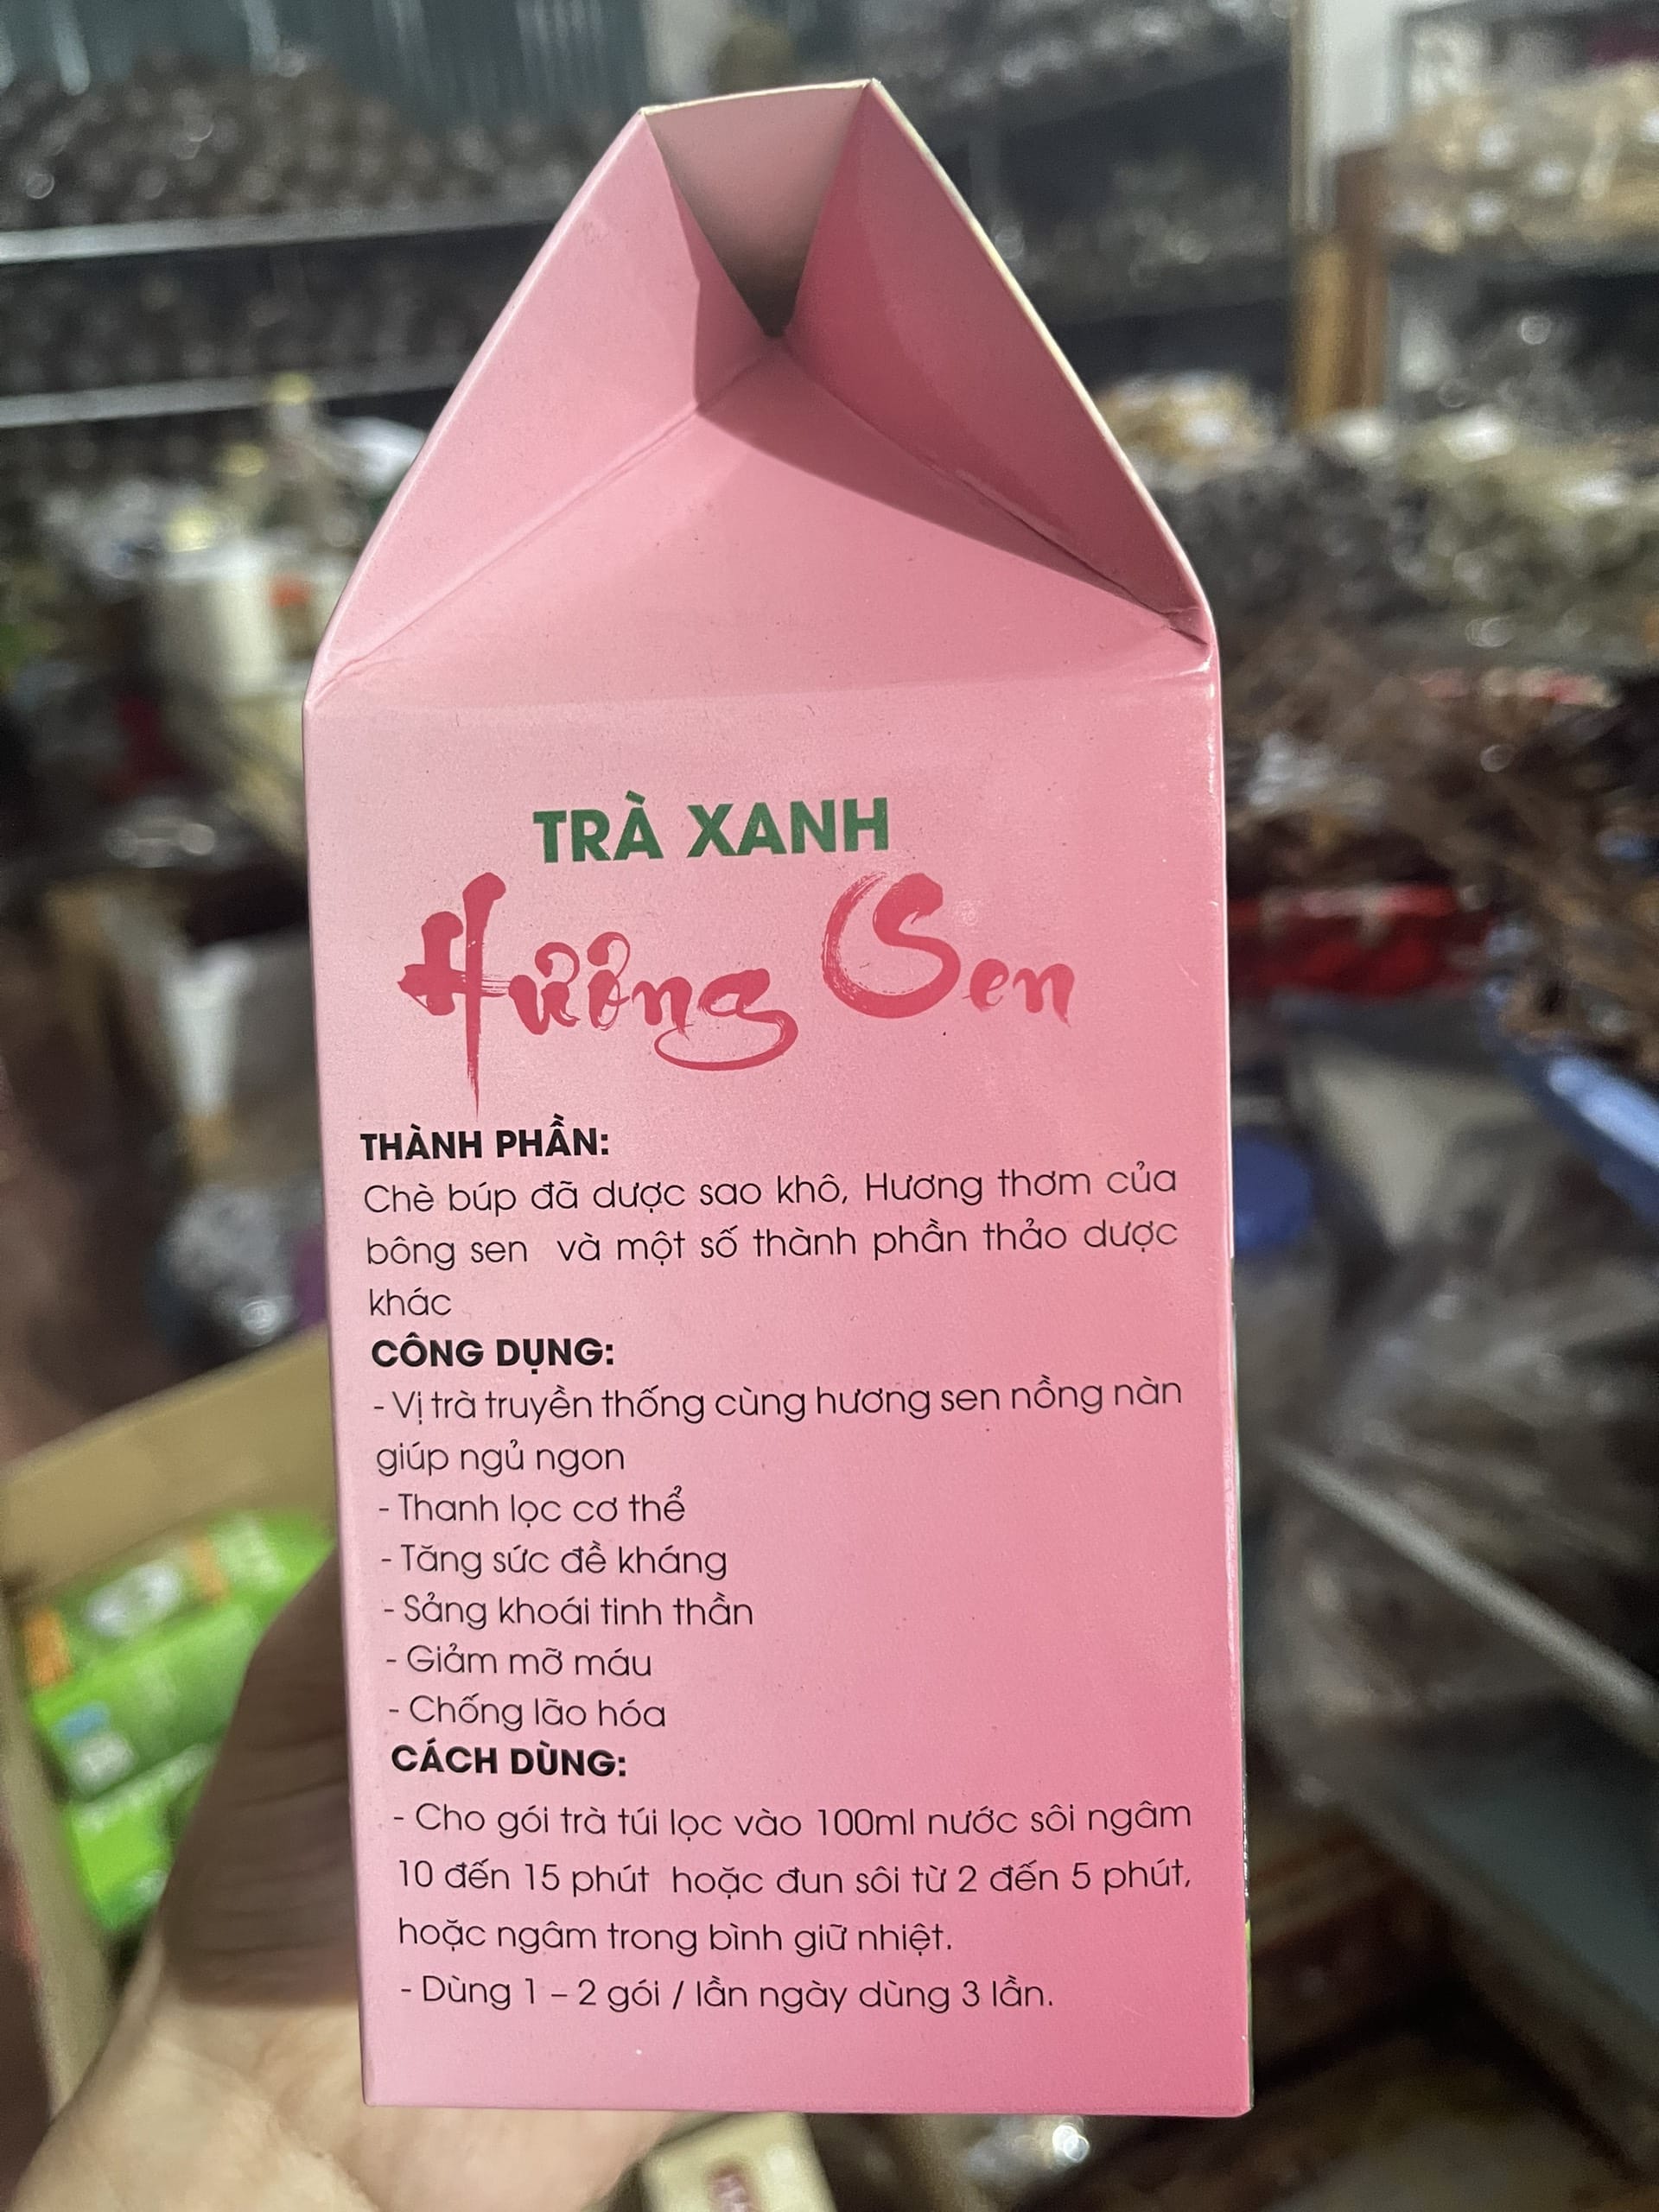 TRÀ XANH
Hương Sen
THÀNH PHẦN:
Chè búp đã dược sao khô, Hương thơm của
bông sen và một số thành phần thảo dược
khác
CÔNG DỤNG:
- Vị trà truyền thống cùng hương sen nồng nàn
giúp ngủ ngon
- Thanh lọc cơ thể
- Tăng sức đề kháng
- Sảng khoái tinh thần
- Giảm mỡ máu
- Chống lão hóa
CÁCH DÙNG:
- Cho gói trà túi lọc vào 100ml nước sôi ngâm
10 đến 15 phút hoặc đun sôi từ 2 đến 5 phút,
hoặc ngâm trong bình giữ nhiệt.
- Dùng 1 – 2 gói / lần ngày dùng 3 lần.